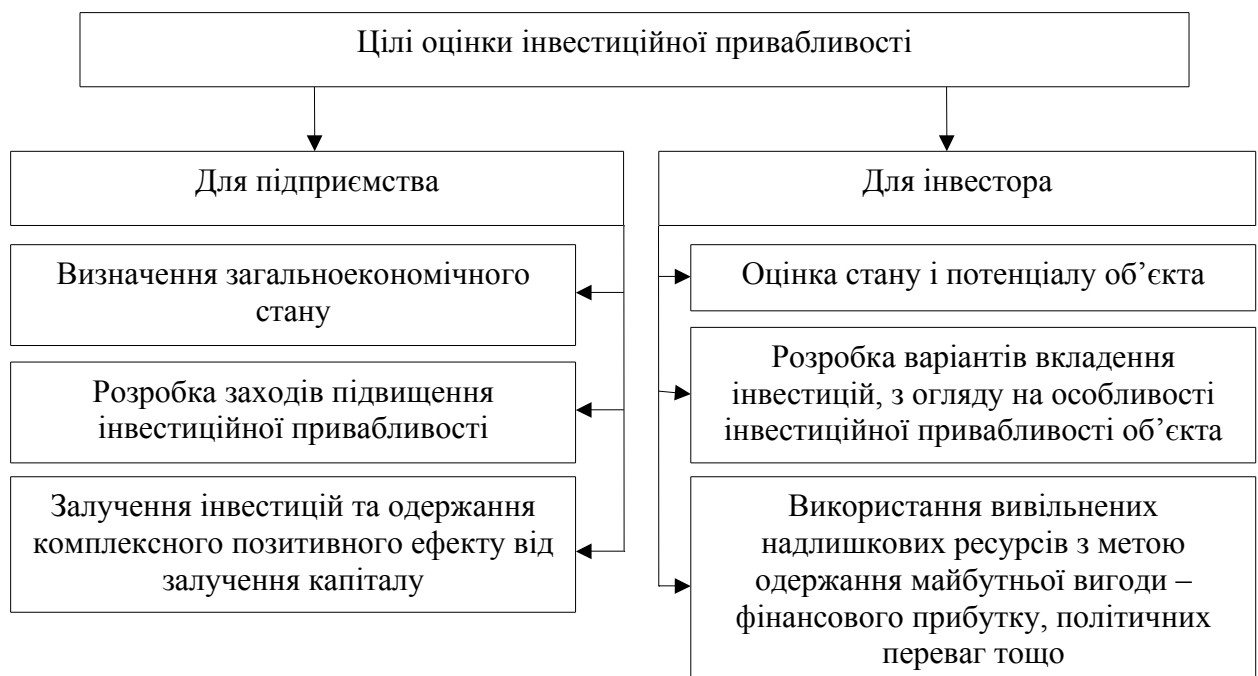 Цілі оцінки інвестиційної привабливості
Для підприємства
Визначення загальноекономічного
стану
Розробка заходів підвищення
інвестиційної привабливості
Залучення інвестицій та одержання
комплексного позитивного ефекту від
залучення капіталу
Для інвестора
Оцінка стану і потенціалу об’єкта
Розробка варіантів вкладення
інвестицій, з огляду на особливості
інвестиційної привабливості об’єкта
Використання вивільнених
надлишкових ресурсів з метою
одержання майбутньої вигоди –
фінансового прибутку, політичних
переваг тощо